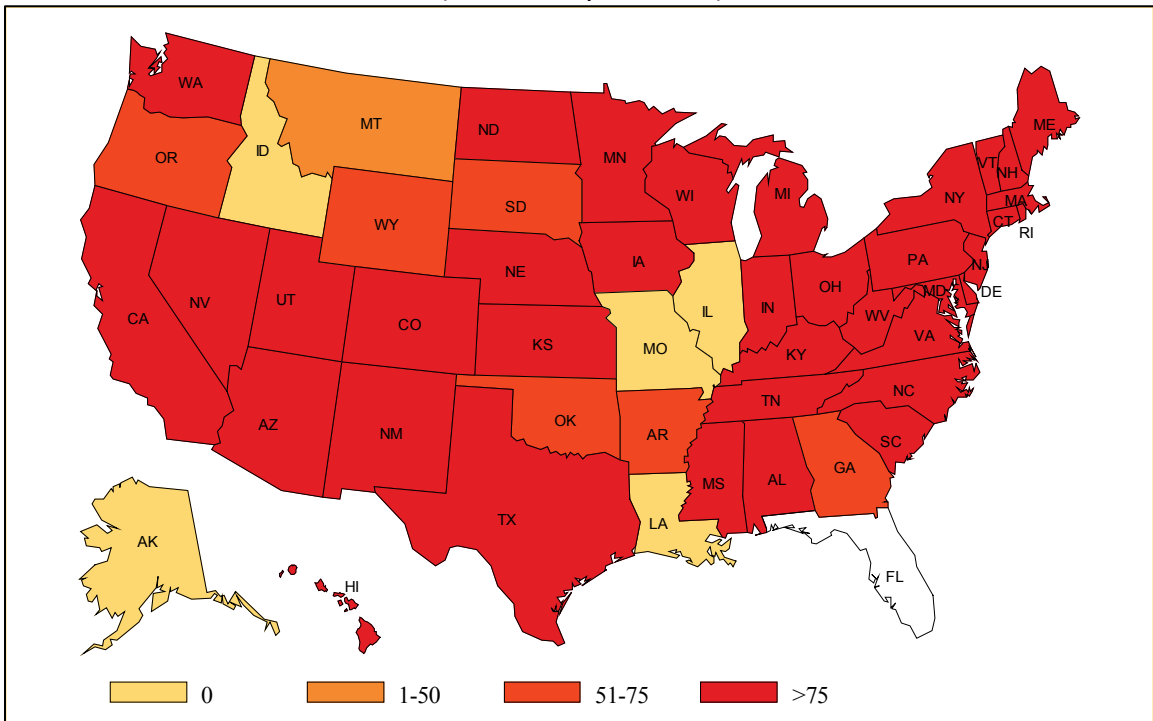 WA
MT
ND
ME
OR
ID
MN
VT
NH
WI
MI
NY
MA
SD
CT
RI
WY
PA
NJ
IA
NE
OH
MD
DE
NV
UT
IL
IN
WV
CA
CO
VA
KS
MO
KY
NC
TN
AZ
NM
OK
AR
SC
GA
MS
AL
TX
LA
AK
HI
FL
0 1-50 51-75 >75